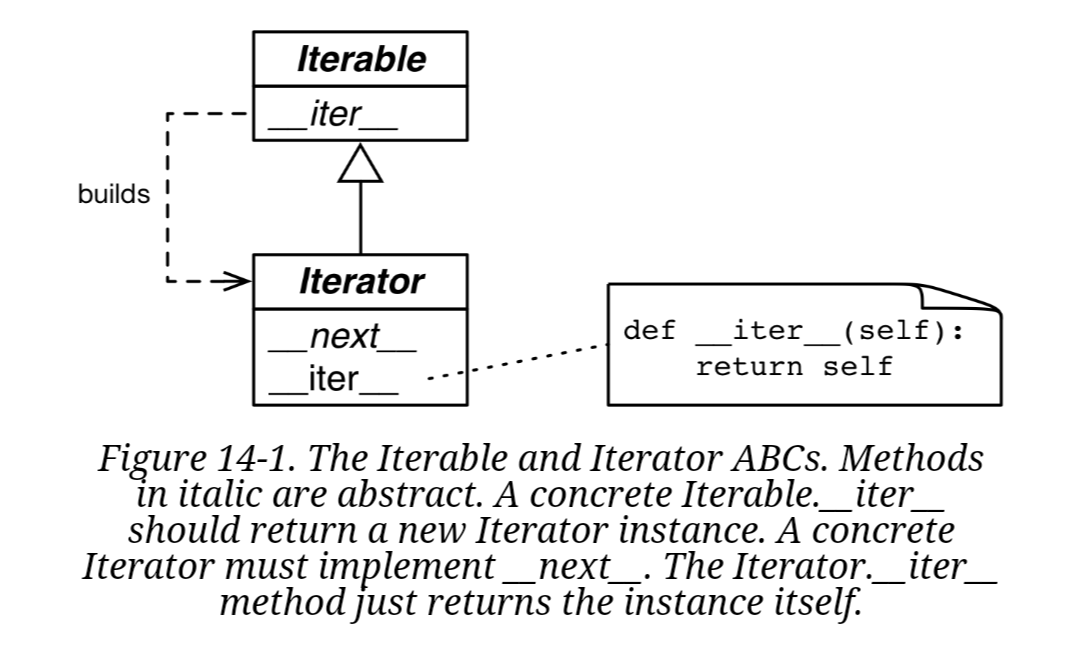 Iterable
__iter__
builds
Iterator
__next__
__iter__
def __iter__(self):
    return self
Figure 14-1. The Iterable and Iterator ABCs. Methods
in italic are abstract. A concrete Iterable.__iter__
should return a new Iterator instance. A concrete
Iterator must implement __next__. The Iterator.__iter__
method just returns the instance itself.